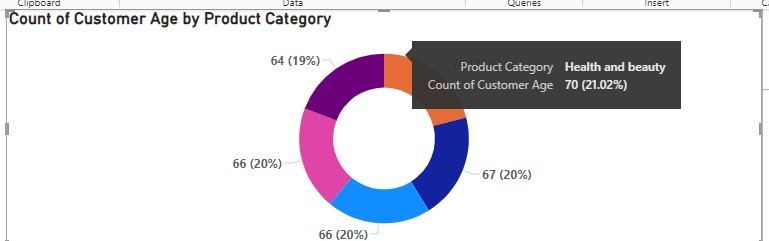 Clipboard
Data
Queries
Insert
Count of Customer Age by Product Category
64 (19%)
Product Category Health and beauty
Count of Customer Age 70 (21.02%)
66 (20%)
67 (20%)
66 (20%)